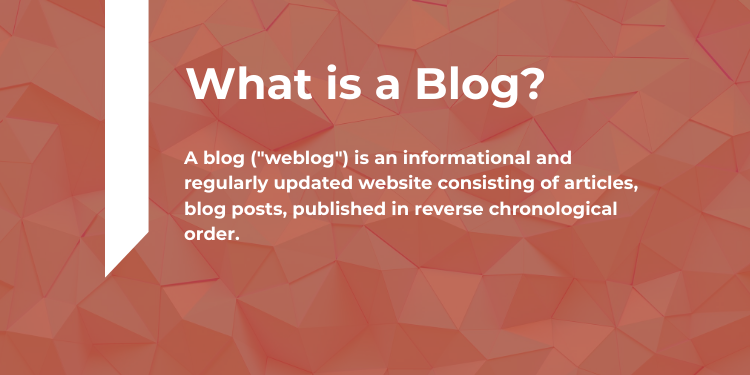 What is a Blog?
A blog ("weblog") is an informational and
regularly updated website consisting of articles,
blog posts, published in reverse chronological
order.